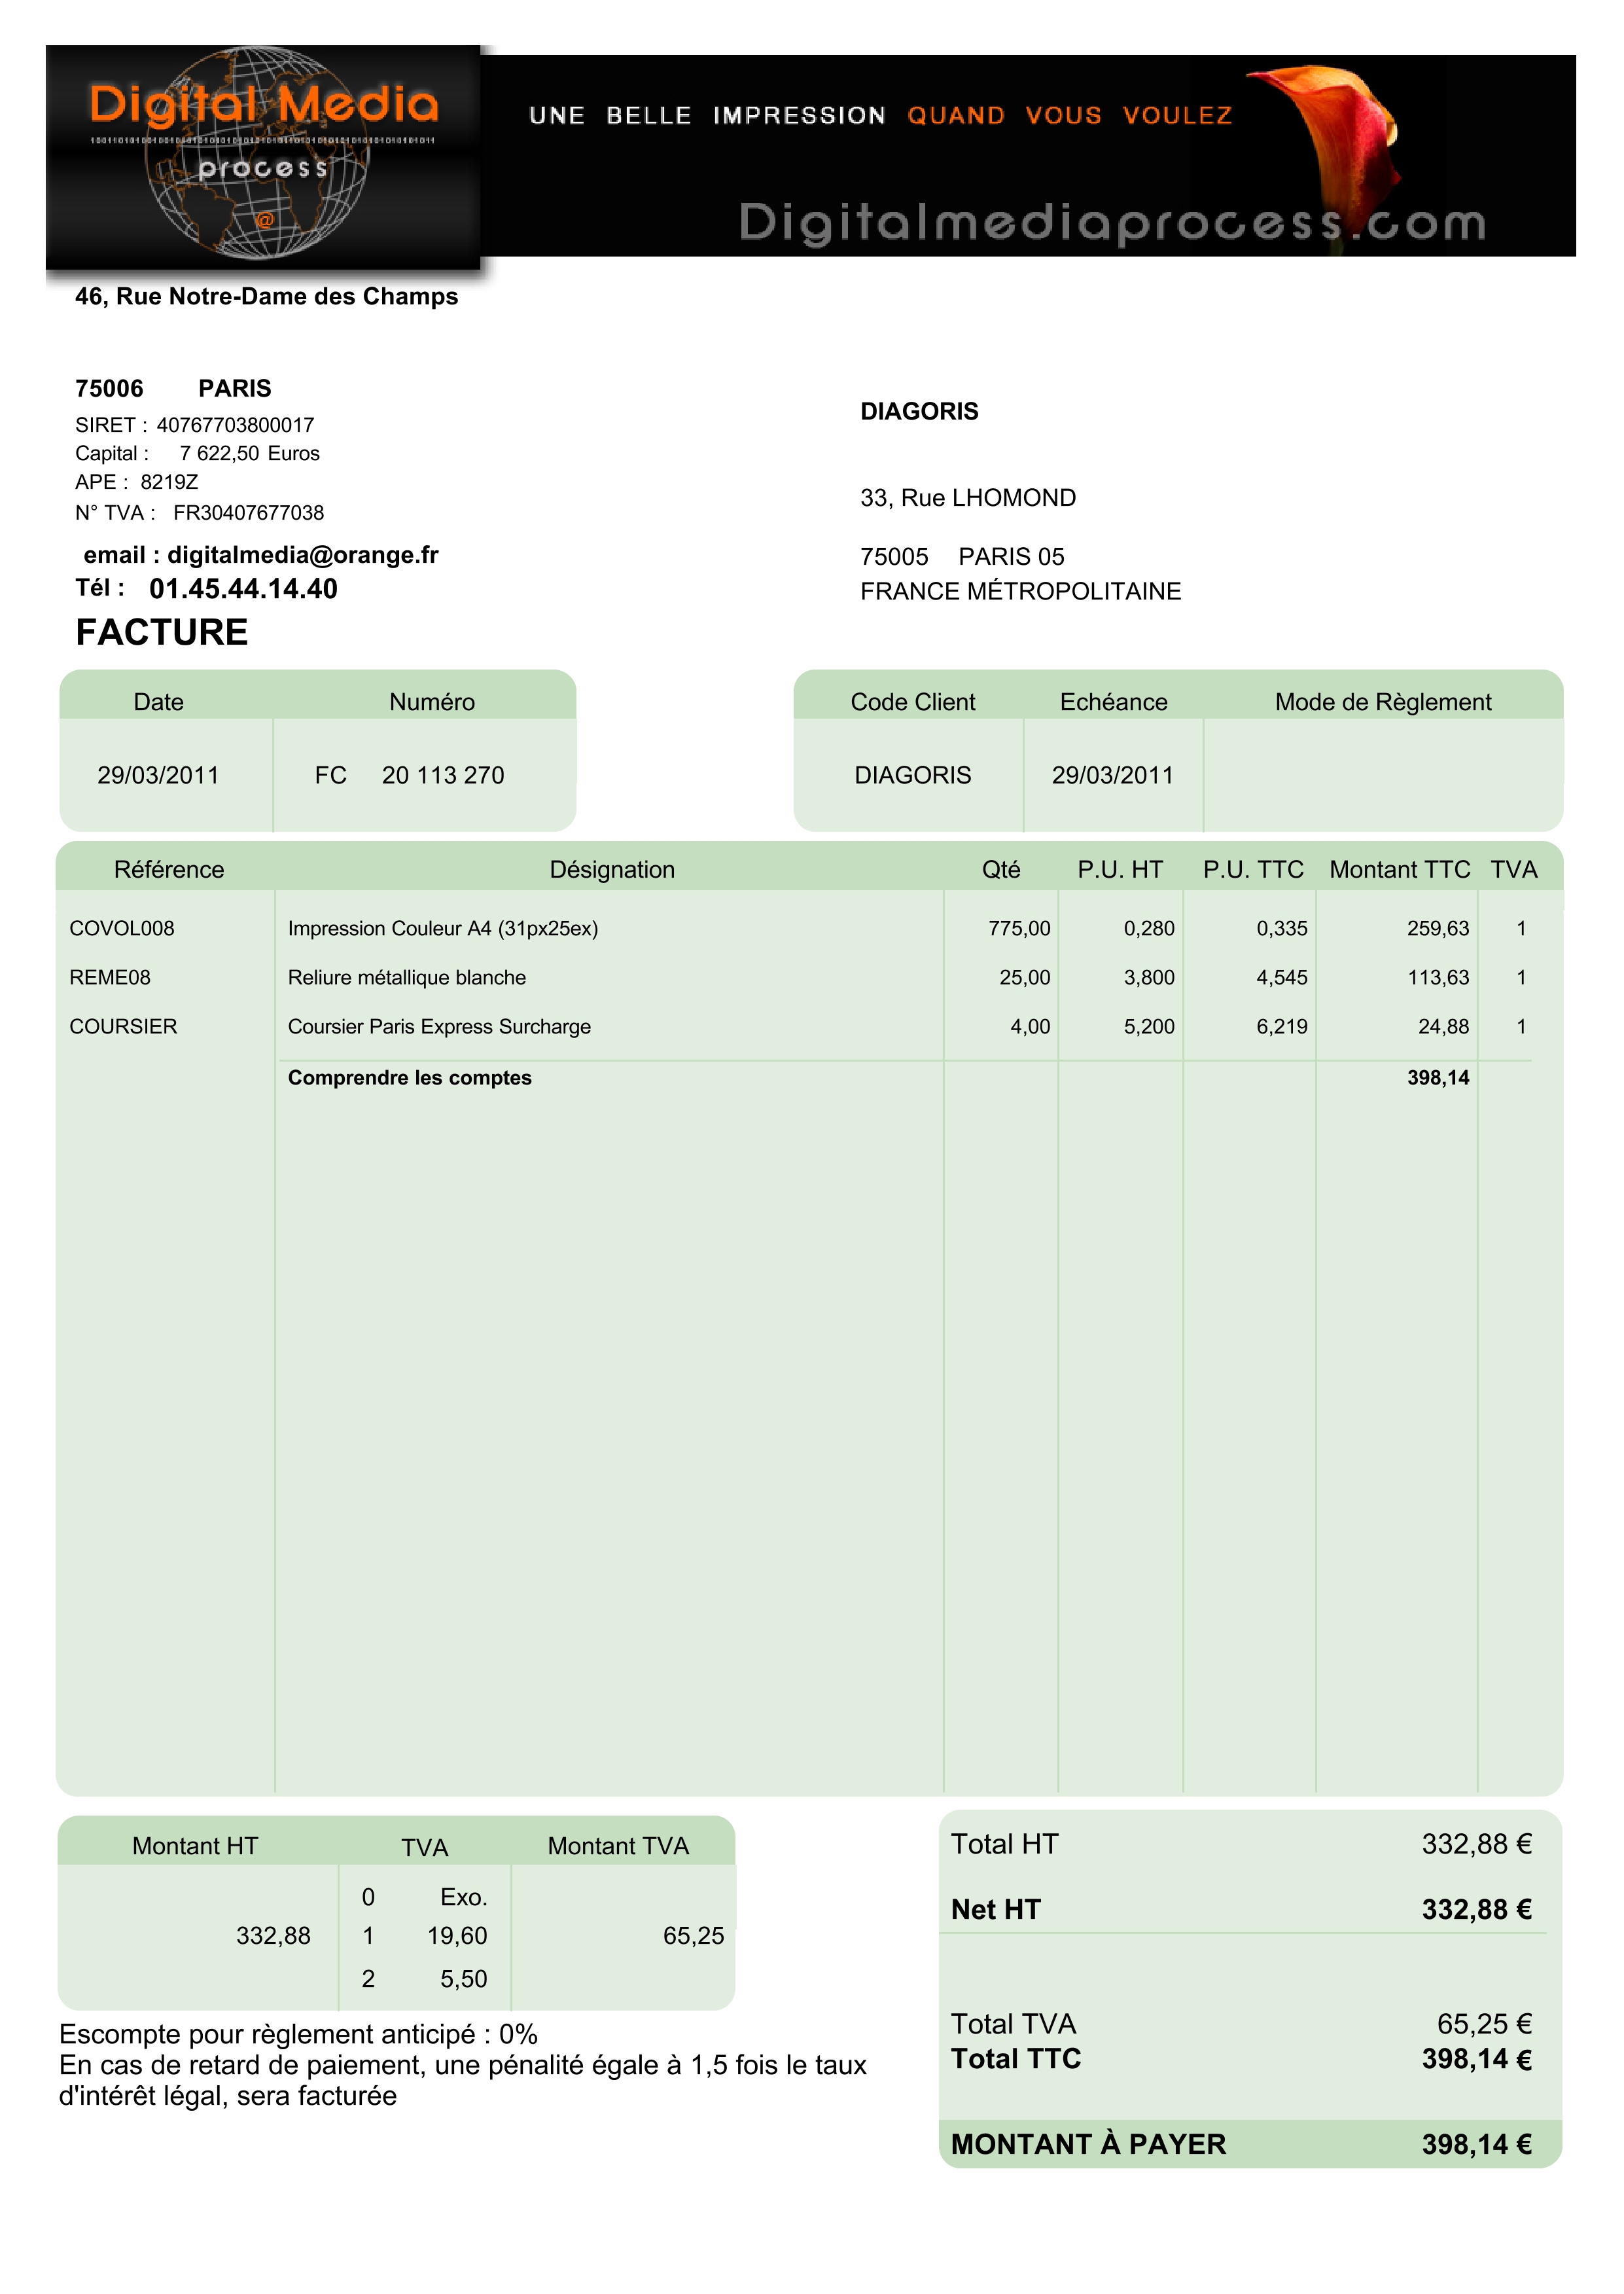 Digital Media
process
@
UNE BELLE IMPRESSION QUAND VOUS VOULEZ
Digitalmediaprocess.com
46, Rue Notre-Dame des Champs
75006 PARIS
SIRET : 40767703800017
Capital : 7 622,50 Euros
APE : 8219Z
N° TVA : FR30407677038
email : digitalmedia@orange.fr
Tél : 01.45.44.14.40
DIAGORIS
33, Rue LHOMOND
75005 PARIS 05
FRANCE MÉTROPOLITAINE
FACTURE
Date Numéro
29/03/2011 FC 20 113 270
Code Client Echéance Mode de Règlement
DIAGORIS 29/03/2011
Référence Désignation Qté P.U. HT P.U. TTC Montant TTC TVA
COVOL008 Impression Couleur A4 (31px25ex) 775,00 0,280 0,335 259,63 1
REME08 Reliure métallique blanche 25,00 3,800 4,545 113,63 1
COURSIER Coursier Paris Express Surcharge 4,00 5,200 6,219 24,88 1
Comprendre les comptes 398,14
Montant HT TVA Montant TVA
0 Exo.
332,88 1 19,60 65,25
2 5,50
Escompte pour règlement anticipé : 0%
En cas de retard de paiement, une pénalité égale à 1,5 fois le taux
d'intérêt légal, sera facturée
Total HT 332,88 €
Net HT 332,88 €
Total TVA 65,25 €
Total TTC 398,14 €
MONTANT À PAYER 398,14 €